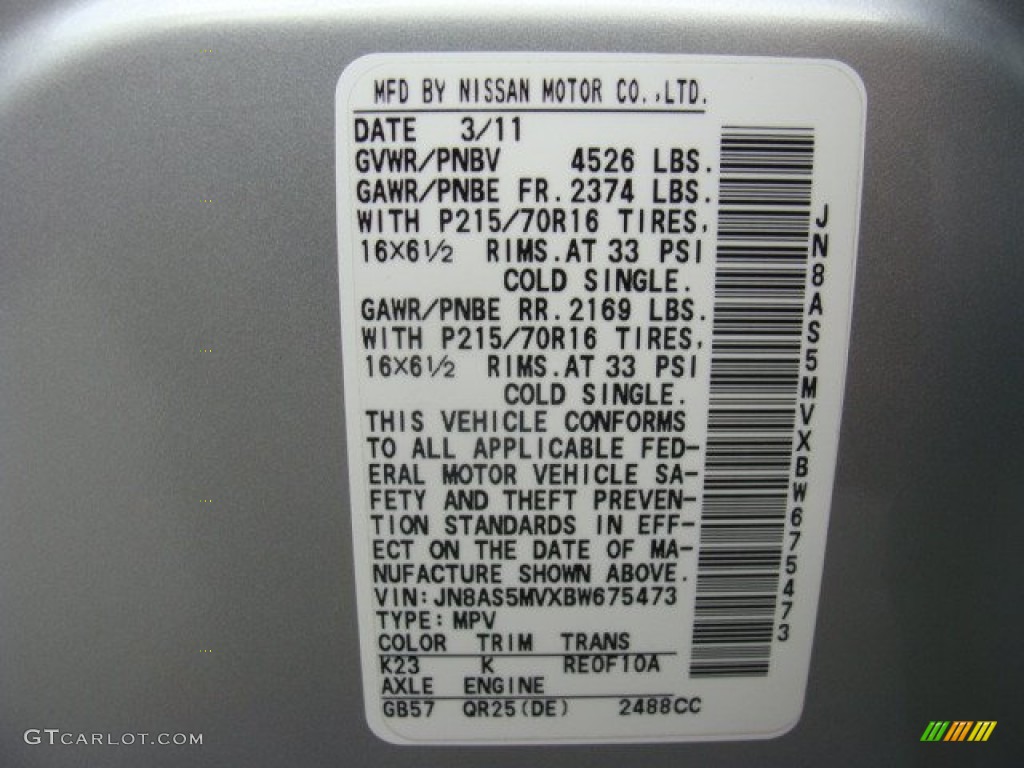 MFD BY NISSAN MOTOR CO.,LTD.
DATE 3/11
GVWR/PNBV 4526 LBS.
GAWR/PNBE FR. 2374 LBS.
WITH P215/70R16 TIRES,
16×6½ RIMS. AT 33 PSI
COLD SINGLE.
GAWR/PNBE RR. 2169 LBS.
WITH P215/70R16 TIRES,
16×6½ RIMS. AT 33 PSI
COLD SINGLE.
THIS VEHICLE CONFORMS
TO ALL APPLICABLE FED-
ERAL MOTOR VEHICLE SA-
FETY AND THEFT PREVEN-
TION STANDARDS IN EFF-
ECT ON THE DATE OF MA-
NUFACTURE SHOWN ABOVE.
VIN: JN8AS5MVXBW675473
TYPE: MPV
COLOR TRIM TRANS
K23 K RE0F10A
AXLE ENGINE
GB57 QR25(DE) 2488CC
JN8AS5MVXBW675473
GTCARLOT.COM